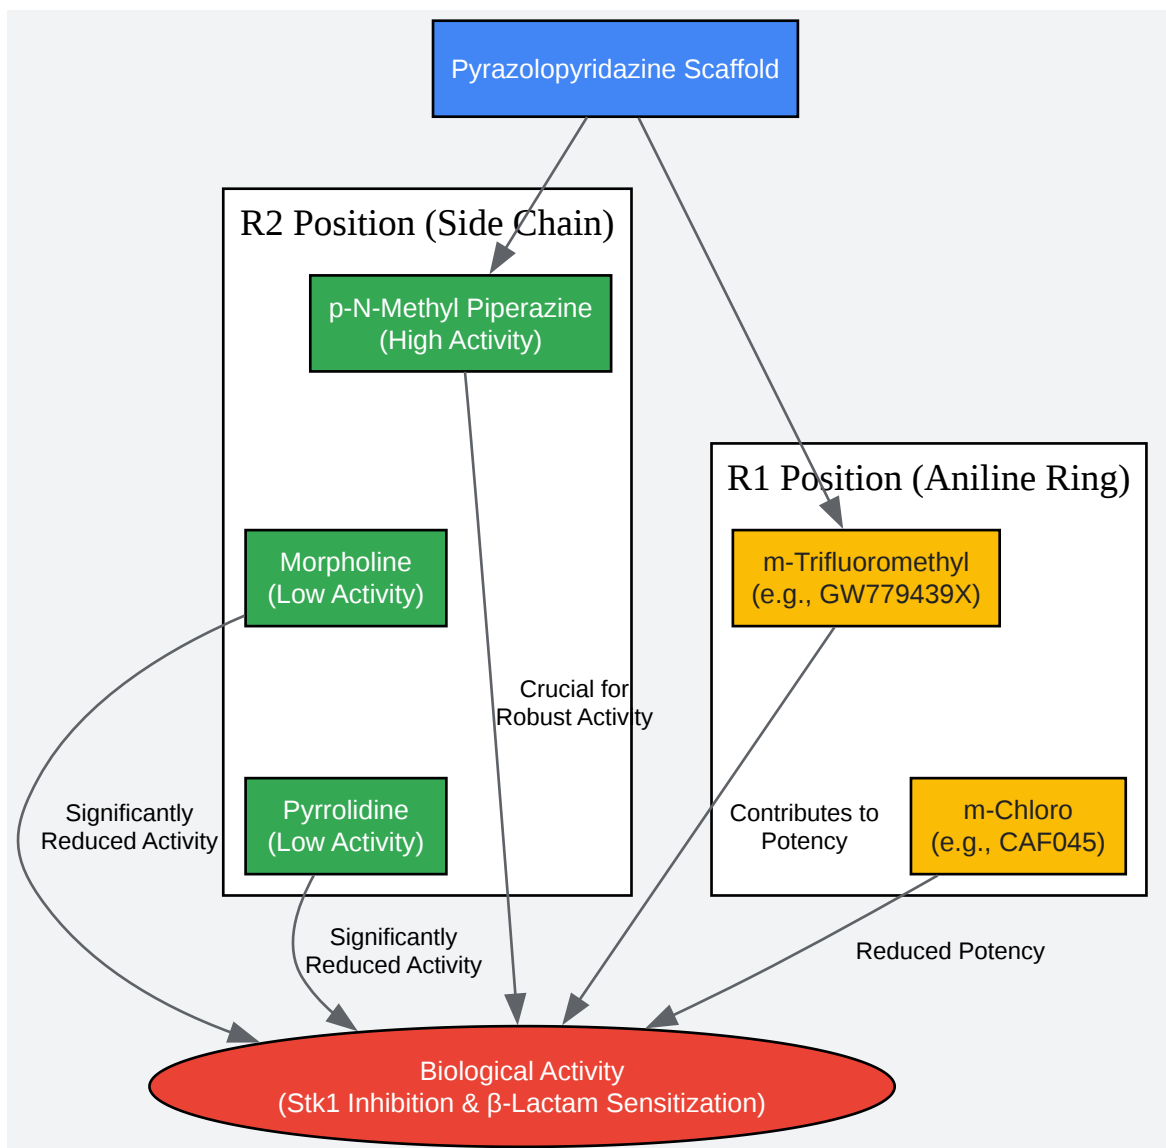 Pyrazolopyridazine Scaffold
R2 Position (Side Chain)
p-N-Methyl Piperazine
(High Activity)
R1 Position (Aniline Ring)
Morpholine
(Low Activity)
m-Trifluoromethyl
(e.g., GW779439X)
Crucial for
Robust Activity
Pyrrolidine
(Low Activity)
m-Chloro
(e.g., CAF045)
Significantly
Reduced Activity
Contributes to
Potency
Significantly
Reduced Activity
Reduced Potency
Biological Activity
(Stk1 Inhibition & β-Lactam Sensitization)